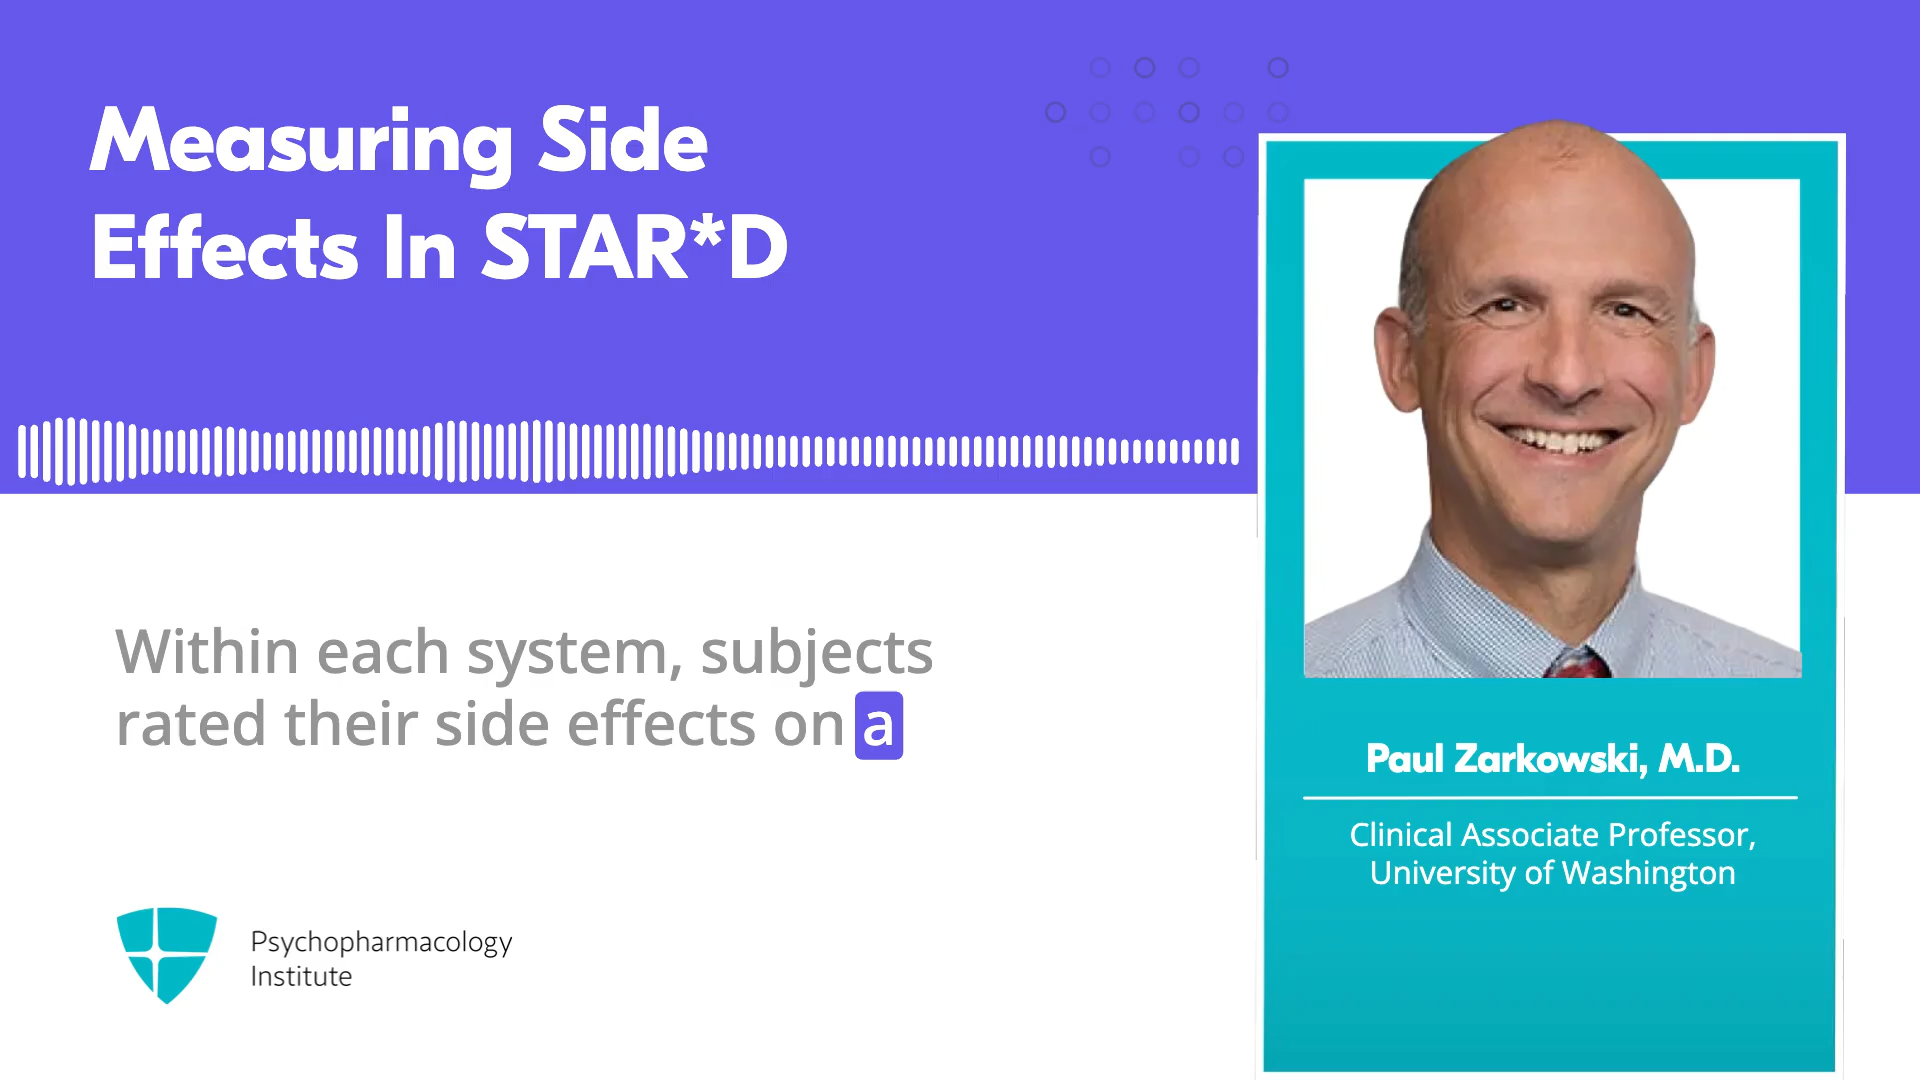 Measuring Side
Effects In STAR*D
Within each system, subjects
rated their side effects on a
Psychopharmacology
Institute
Paul Zarkowski, M.D.
Clinical Associate Professor,
University of Washington